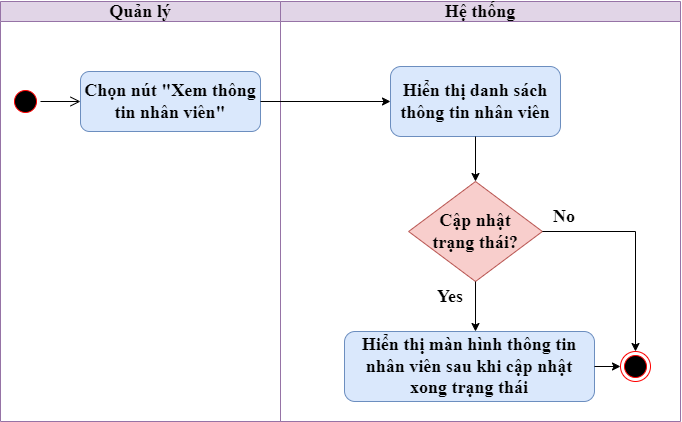 Quản lý
Hệ thống
Chọn nút "Xem thông
tin nhân viên"
Hiển thị danh sách
thông tin nhân viên
Cập nhật
trạng thái?
No
Yes
Hiển thị màn hình thông tin
nhân viên sau khi cập nhật
xong trạng thái